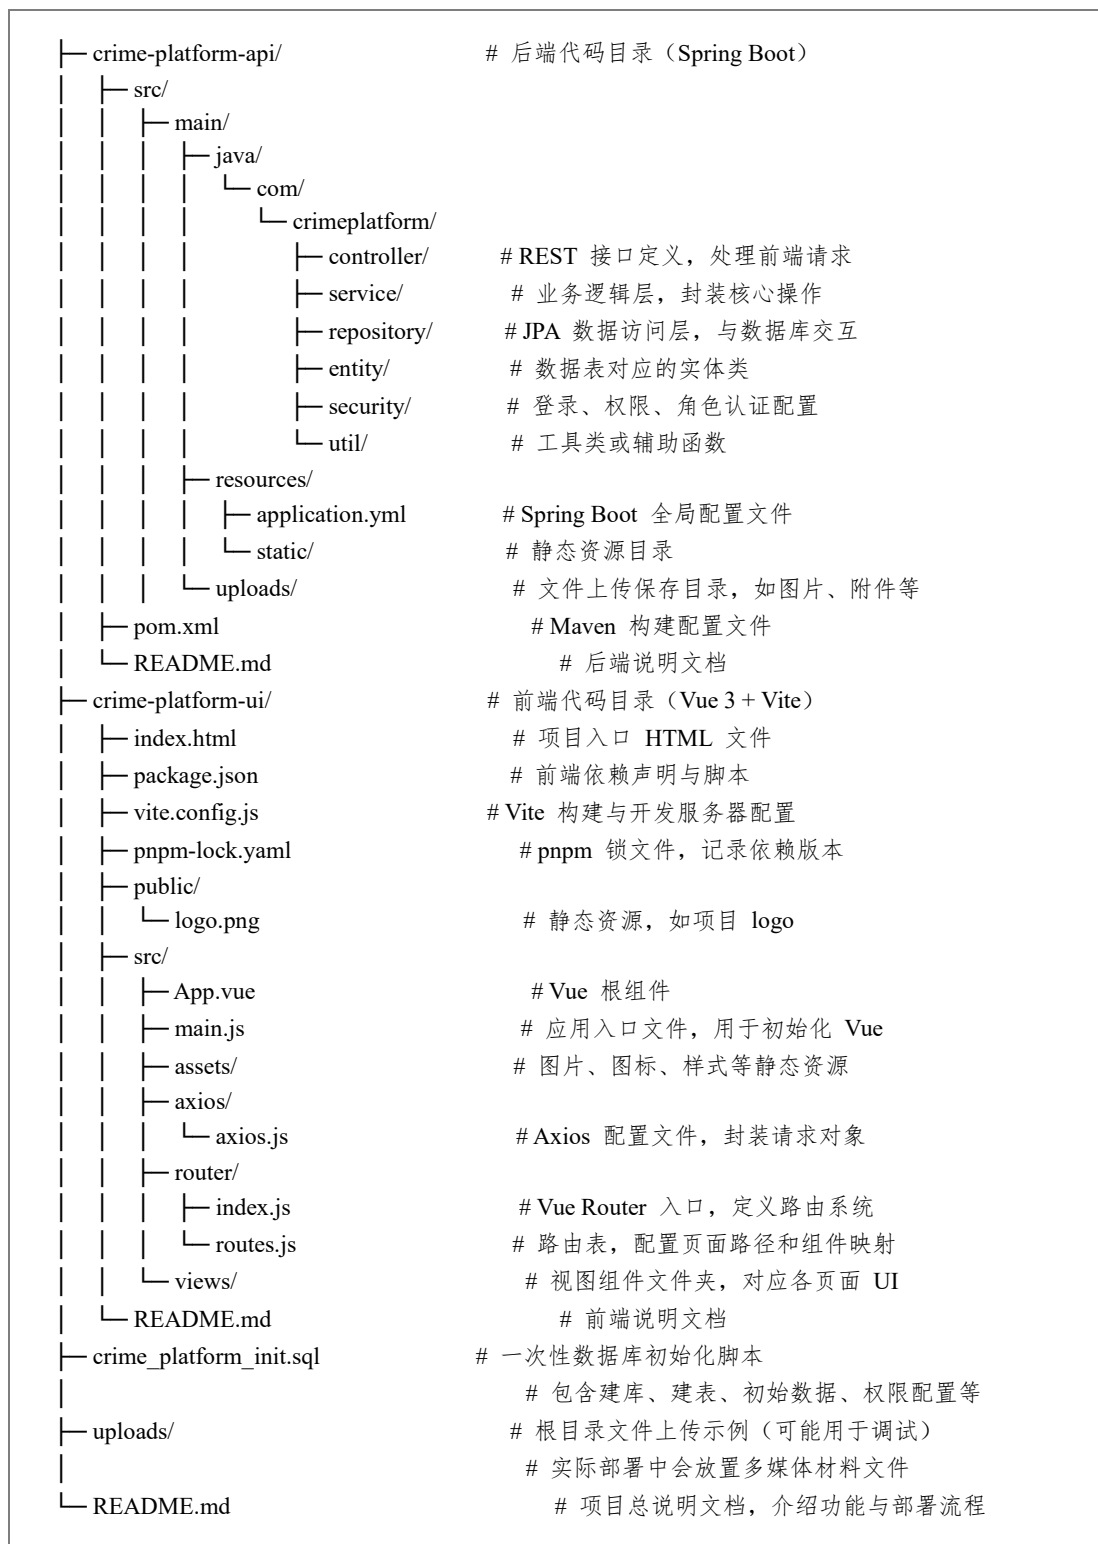 ├── crime-platform-api/ # 后端代码目录（Spring Boot）
│ ├── src/
│ │ ├── main/
│ │ │ ├── java/
│ │ │ │ └── com/
│ │ │ │ └── crimeplatform/
│ │ │ │ ├── controller/ # REST 接口定义，处理前端请求
│ │ │ │ ├── service/ # 业务逻辑层，封装核心操作
│ │ │ │ ├── repository/ # JPA 数据访问层，与数据库交互
│ │ │ │ ├── entity/ # 数据表对应的实体类
│ │ │ │ ├── security/ # 登录、权限、角色认证配置
│ │ │ │ └── util/ # 工具类或辅助函数
│ │ │ ├── resources/
│ │ │ │ ├── application.yml # Spring Boot 全局配置文件
│ │ │ │ └── static/ # 静态资源目录
│ │ │ └── uploads/ # 文件上传保存目录，如图片、附件等
│ ├── pom.xml # Maven 构建配置文件
│ └── README.md # 后端说明文档
├── crime-platform-ui/ # 前端代码目录（Vue 3 + Vite）
│ ├── index.html # 项目入口 HTML 文件
│ ├── package.json # 前端依赖声明与脚本
│ ├── vite.config.js # Vite 构建与开发服务器配置
│ ├── pnpm-lock.yaml # pnpm 锁文件，记录依赖版本
│ ├── public/
│ │ └── logo.png # 静态资源，如项目 logo
│ ├── src/
│ │ ├── App.vue # Vue 根组件
│ │ ├── main.js # 应用入口文件，用于初始化 Vue
│ │ ├── assets/ # 图片、图标、样式等静态资源
│ │ ├── axios/
│ │ │ └── axios.js # Axios 配置文件，封装请求对象
│ │ ├── router/
│ │ │ ├── index.js # Vue Router 入口，定义路由系统
│ │ │ └── routes.js # 路由表，配置页面路径和组件映射
│ │ └── views/ # 视图组件文件夹，对应各页面 UI
│ └── README.md # 前端说明文档
├── crime_platform_init.sql # 一次性数据库初始化脚本
│ # 包含建库、建表、初始数据、权限配置等
├── uploads/ # 根目录文件上传示例（可能用于调试）
│ # 实际部署中会放置多媒体材料文件
└── README.md # 项目总说明文档，介绍功能与部署流程